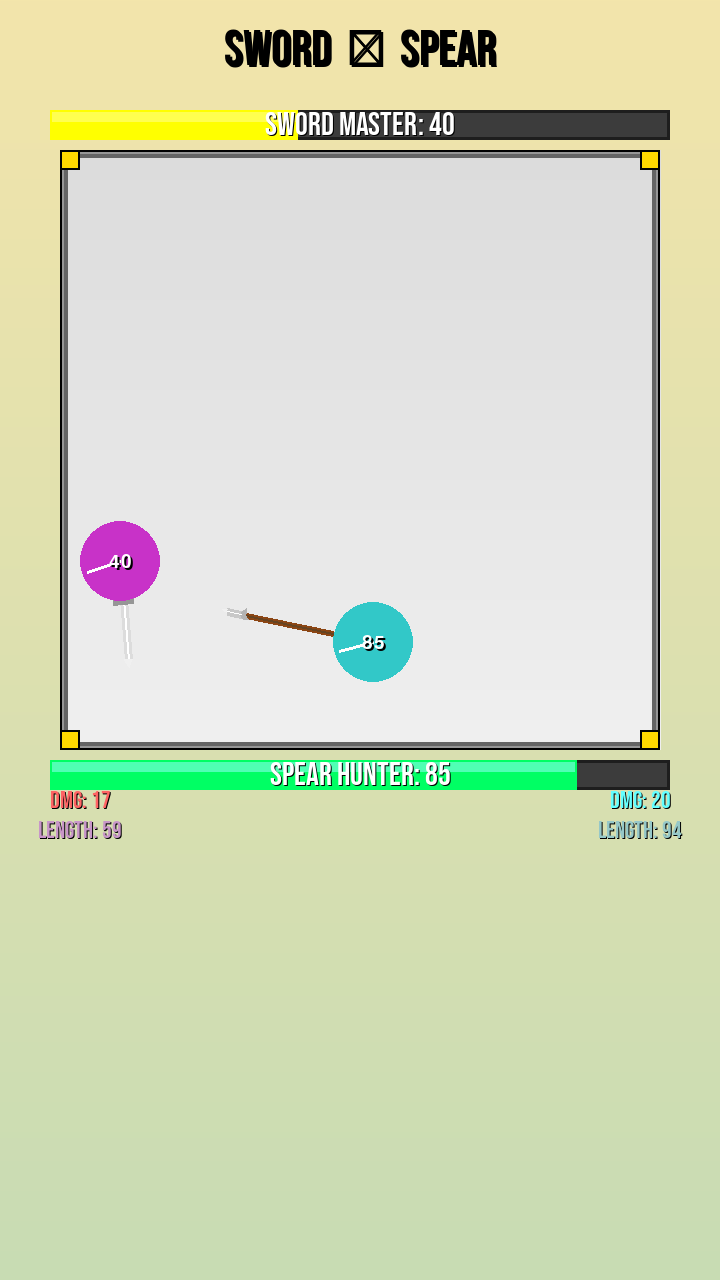 SWORD ☒ SPEAR
SWORD MASTER: 40
40
85
SPEAR HUNTER: 85
DMG: 17 DMG: 20
LENGTH: 59 LENGTH: 94